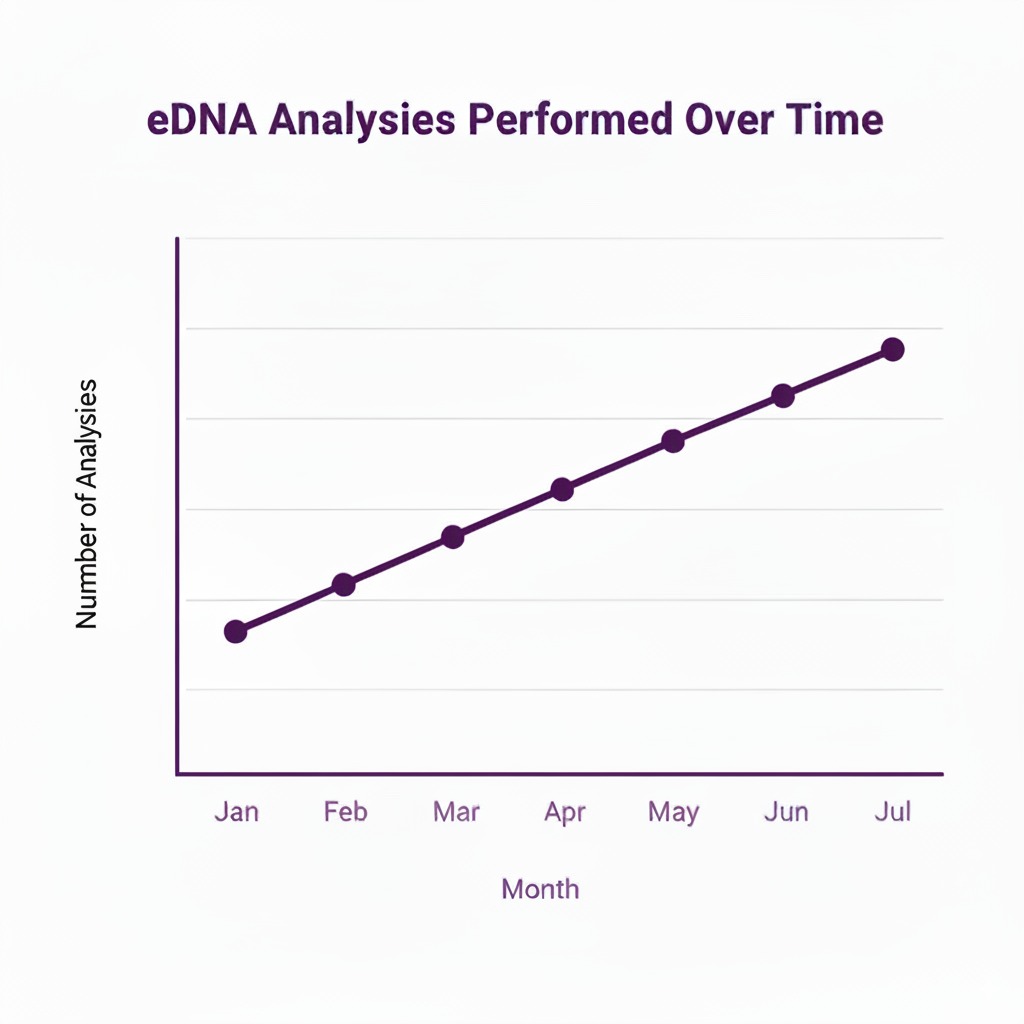 eDNA Analysies Performed Over Time
Number of Analysies
Jan Feb Mar Apr May Jun Jul
Month